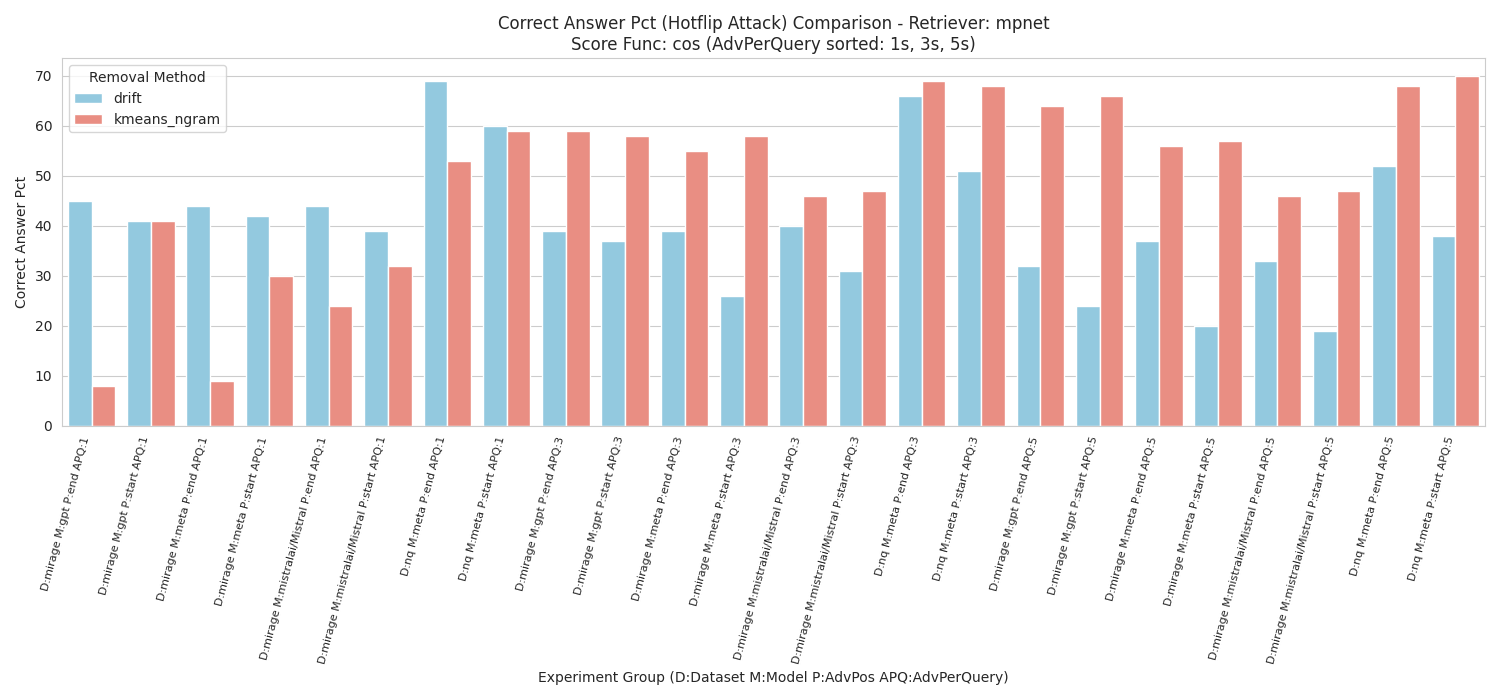 Correct Answer Pct (Hotflip Attack) Comparison - Retriever: mpnet
Score Func: cos (AdvPerQuery sorted: 1s, 3s, 5s)
Removal Method
drift
kmeans_ngram
Correct Answer Pct
70
60
50
40
30
20
10
0
D:mirage M:gpt P:end APQ:1
D:mirage M:gpt P:start APQ:1
D:mirage M:meta P:end APQ:1
D:mirage M:meta P:start APQ:1
D:mirage M:mistralai/Mistral P:end APQ:1
D:mirage M:mistralai/Mistral P:start APQ:1
D:nq M:meta P:end APQ:1
D:nq M:meta P:start APQ:1
D:mirage M:gpt P:end APQ:3
D:mirage M:gpt P:start APQ:3
D:mirage M:meta P:end APQ:3
D:mirage M:meta P:start APQ:3
D:mirage M:mistralai/Mistral P:end APQ:3
D:mirage M:mistralai/Mistral P:start APQ:3
D:nq M:meta P:end APQ:3
D:nq M:meta P:start APQ:3
D:mirage M:gpt P:end APQ:5
D:mirage M:gpt P:start APQ:5
D:mirage M:meta P:end APQ:5
D:mirage M:meta P:start APQ:5
D:mirage M:mistralai/Mistral P:end APQ:5
D:mirage M:mistralai/Mistral P:start APQ:5
D:nq M:meta P:end APQ:5
D:nq M:meta P:start APQ:5
Experiment Group (D:Dataset M:Model P:AdvPos APQ:AdvPerQuery)